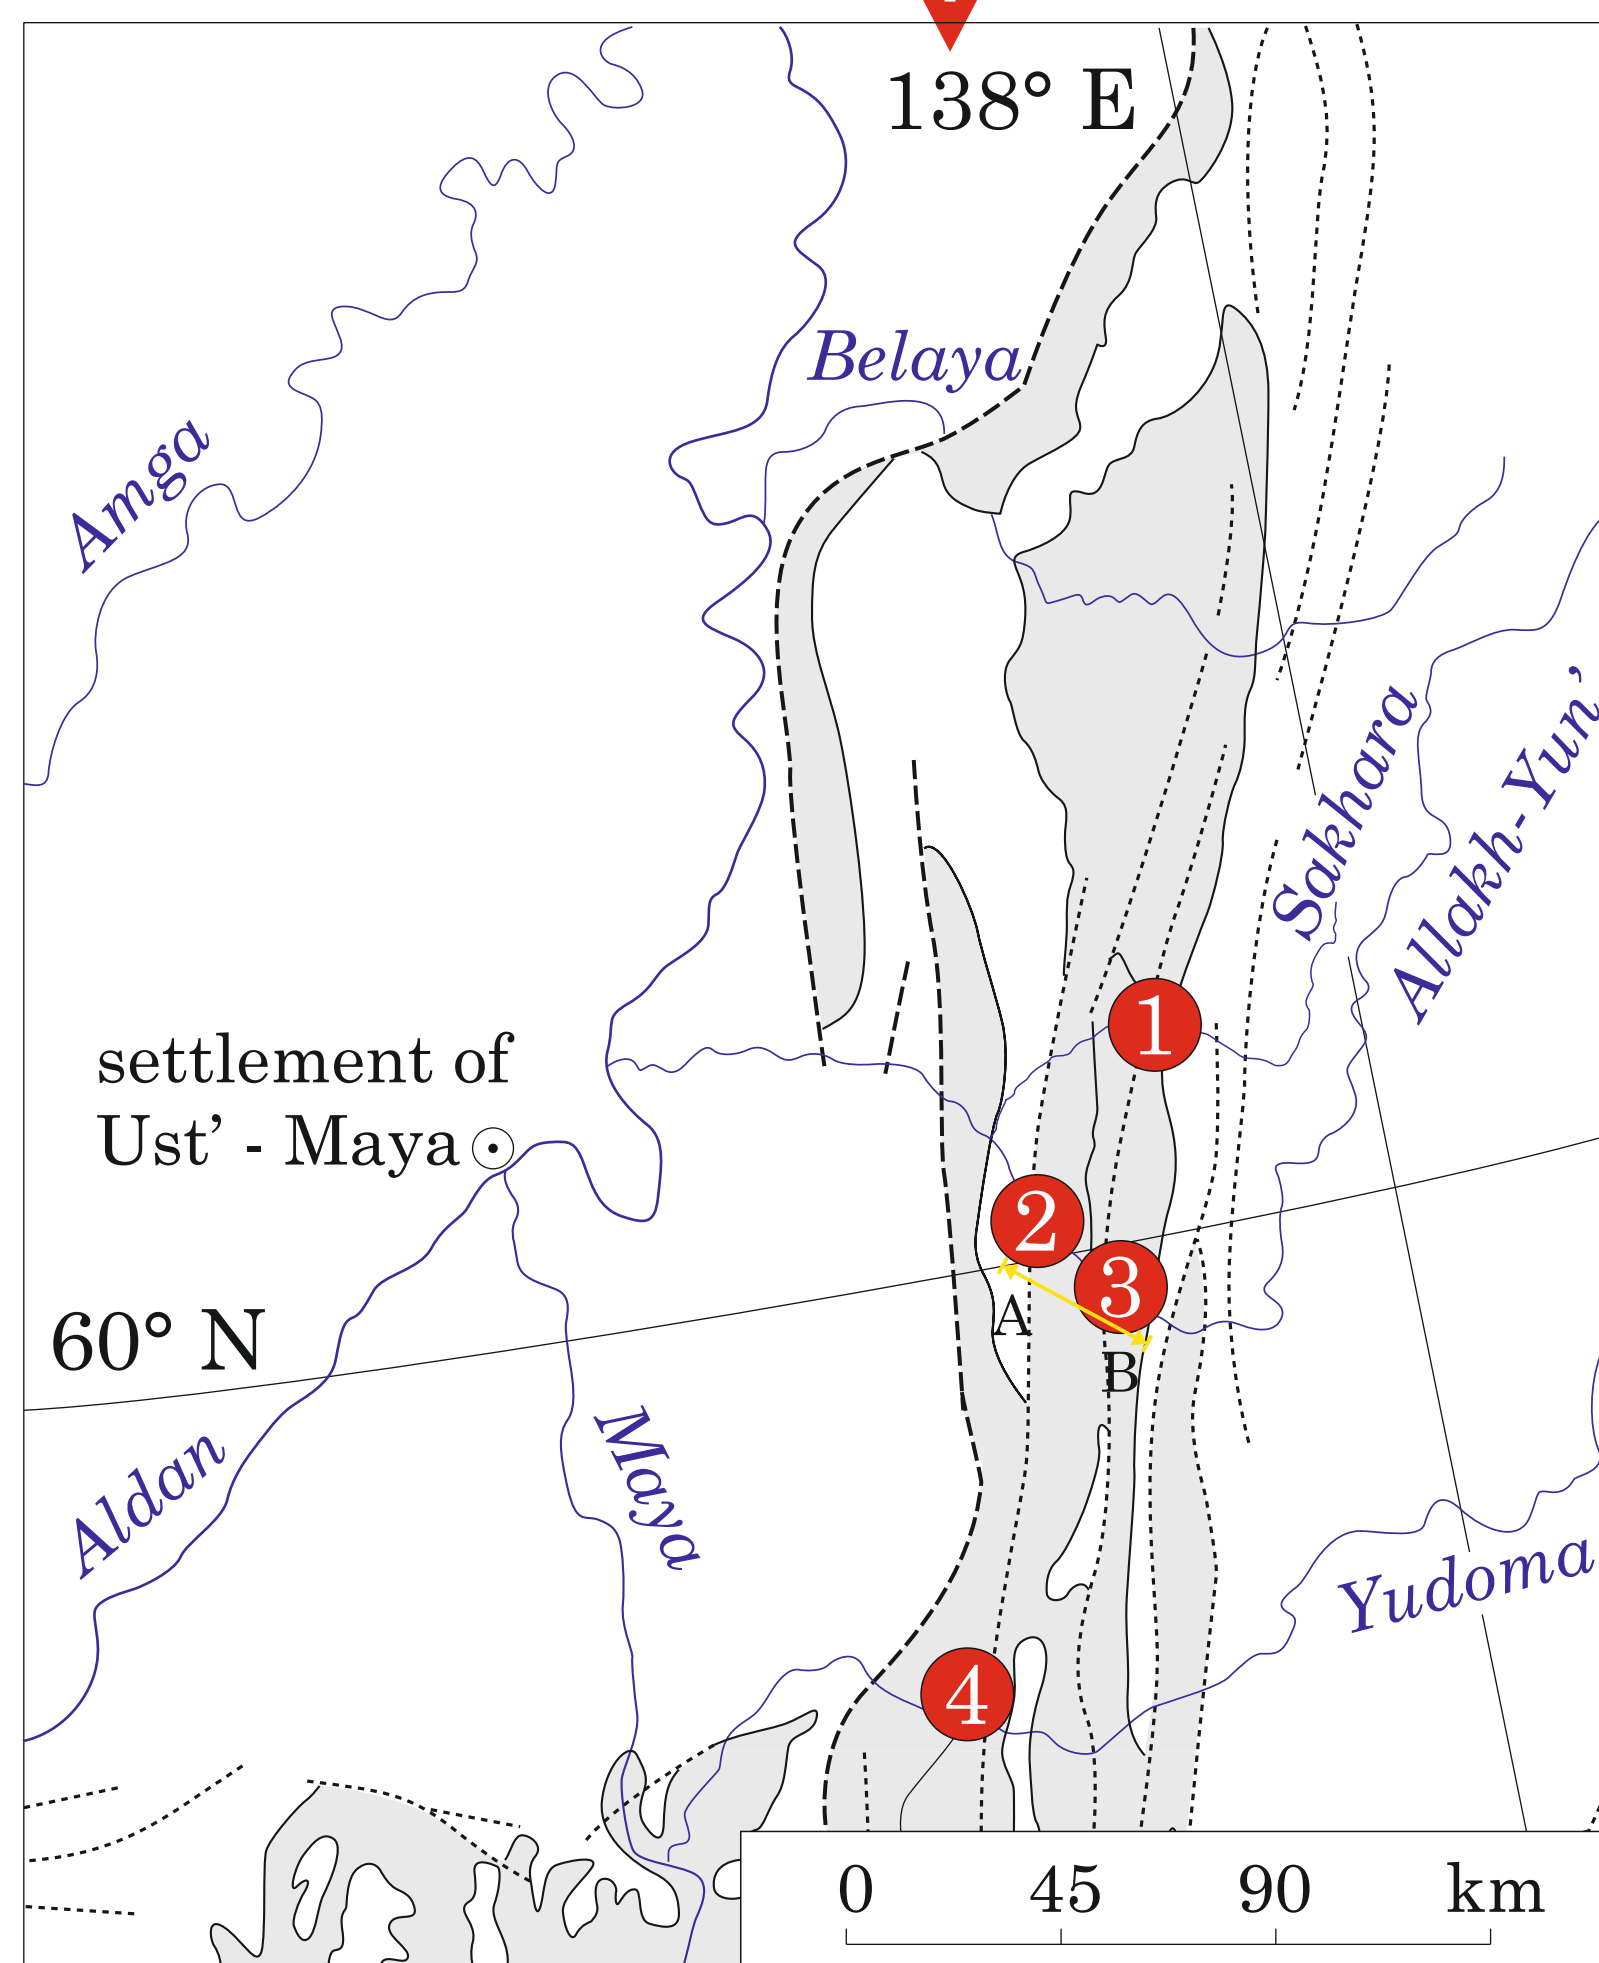 138° E
Belaya
Amga
Sakhara
Allakh-Yun’
1
settlement of
Ust’ - Maya
2
3
A
60° N
B
Maya
Aldan
Yudoma
4
0 45 90 km